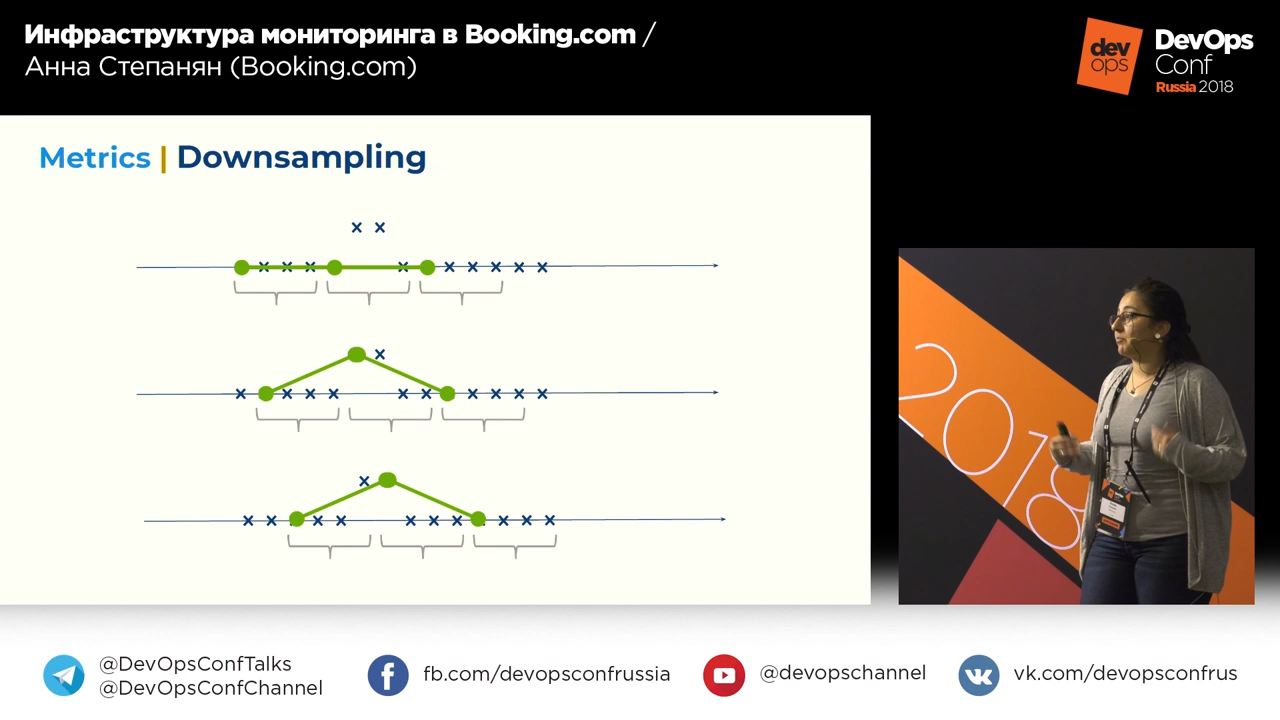 Инфраструктура мониторинга в Booking.com /
Анна Степанян (Booking.com)
dev
ops
DevOps
Conf
Russia 2018
Metrics | Downsampling
2018
@DevOpsConfTalks
@DevOpsConfChannel
fb.com/devopsconfrussia
@devopschannel
vk.com/devopsconfrus